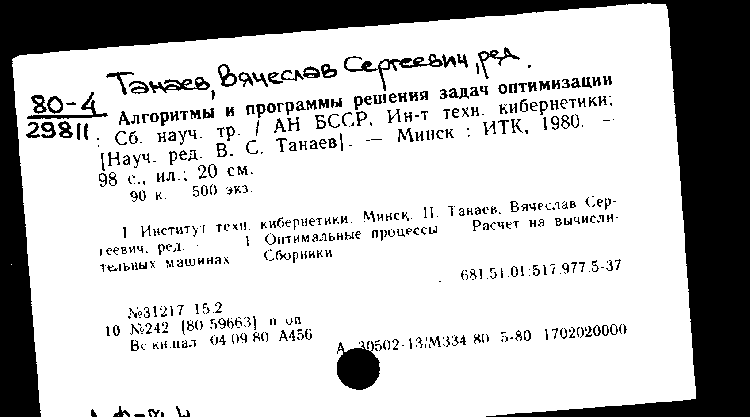 Танаев, Вячеслав Сергеевич, ред.
80-4
29811
Алгоритмы и программы решения задач оптимизации
: Сб. науч. тр. / АН БССР, Ин-т техн. кибернетики;
[Науч. ред. В. С. Танаев]. — Минск : ИТК, 1980. –
98 с., ил.; 20 см.
90 к. 500 экз.
I Институт техн. кибернетики. Минск. II. Танаев, Вячеслав Сер-
геевич, ред. 1 Оптимальные процессы Расчет на вычисли-
тельных машинах Сборники
681.51.01:517.977.5-37
№31217 15.2
10 №242 [80-59663] п оп
Вс кн.пал 04 09 80 А456
А 30502-13/М334 80 5-80 1702020000